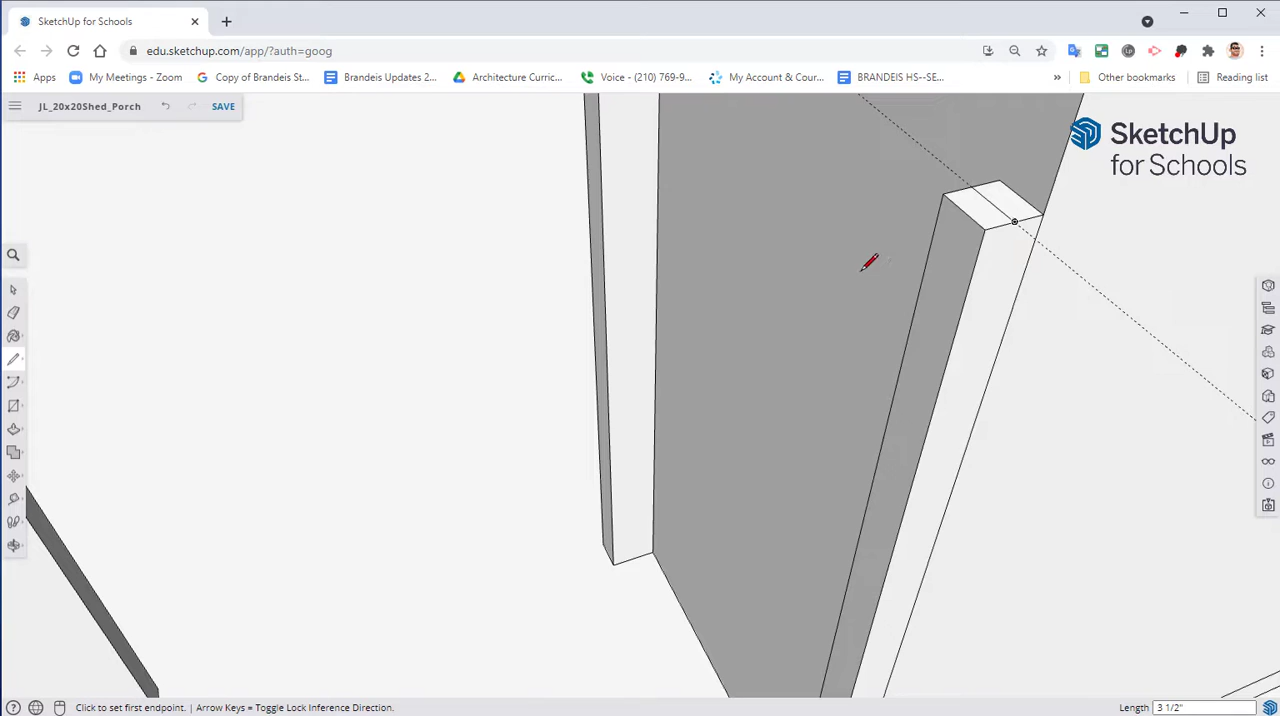 SketchUp for Schools
edu.sketchup.com/app/?auth=goog
Apps
My Meetings - Zoom
Copy of Brandeis St...
Brandeis Updates 2...
Architecture Curric...
Voice - (210) 769-9...
My Account & Cour...
BRANDEIS HS--SE...
»
Other bookmarks
Reading list
JL_20x20Shed_Porch
SAVE
SketchUp
for Schools
Click to set first endpoint. | Arrow Keys = Toggle Lock Inference Direction.
Length 3 1/2"